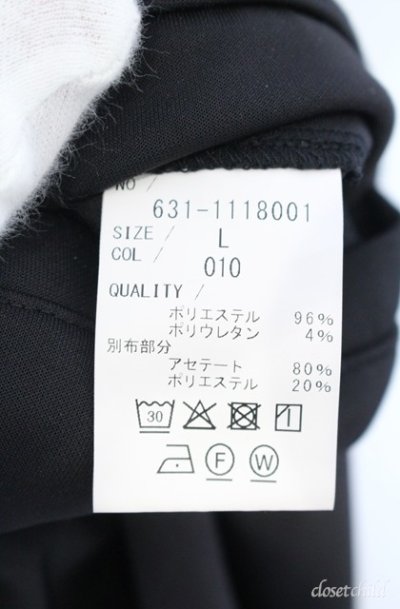 NO /
631-1118001
SIZE / L
COL / 010
QUALITY /
ポリエステル 96%
ポリウレタン 4%
別布部分
アセテート 80%
ポリエステル 20%
30
F W
closet child